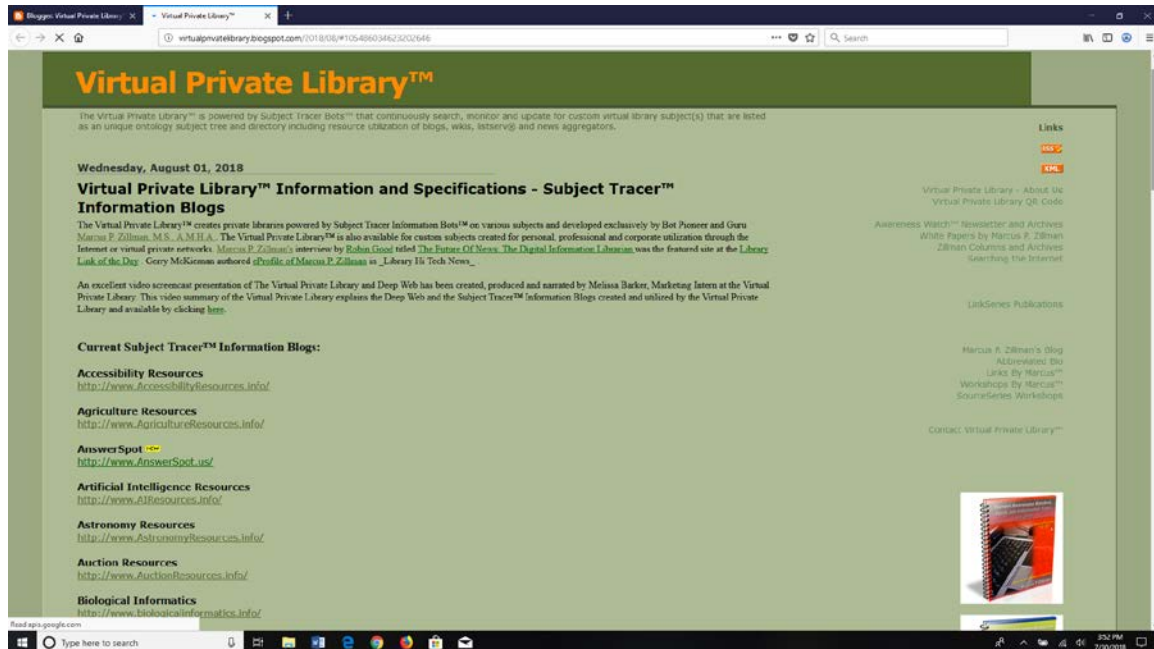 Blogger: Virtual Private Library
Virtual Private Library™
virtualprivatelibrary.blogspot.com/2018/08/#105486034623202646
Search
Virtual Private Library™
The Virtual Private Library™ is powered by Subject Tracer Bots™ that continuously search, monitor and update for custom virtual library subject(s) that are listed
as an unique ontology subject tree and directory including resource utilization of blogs, wikis, listserv® and news aggregators.
Wednesday, August 01, 2018
Virtual Private Library™ Information and Specifications - Subject Tracer™
Information Blogs
The Virtual Private Library™ creates private libraries powered by Subject Tracer Information Bots™ on various subjects and developed exclusively by Bot Pioneer and Guru
Marcus P. Zillman, M.S., A.M.H.A. . The Virtual Private Library™ is also available for custom subjects created for personal, professional and corporate utilization through the
Internet or virtual private networks. Marcus P. Zillman's interview by Robin Good titled The Future Of News: The Digital Information Librarian was the featured site at the Library
Link of the Day . Gerry McKiernan authored eProfile of Marcus P. Zillman in _Library Hi Tech News_ .
An excellent video screencast presentation of The Virtual Private Library and Deep Web has been created, produced and narrated by Melissa Barker, Marketing Intern at the Virtual
Private Library. This video summary of the Virtual Private Library explains the Deep Web and the Subject Tracer™ Information Blogs created and utilized by the Virtual Private
Library and available by clicking here.
Current Subject Tracer™ Information Blogs:
Accessibility Resources
http://www.AccessibilityResources.info/
Agriculture Resources
http://www.AgricultureResources.info/
AnswerSpot
http://www.AnswerSpot.us/
Artificial Intelligence Resources
http://www.AIResources.info/
Astronomy Resources
http://www.AstronomyResources.info/
Auction Resources
http://www.AuctionResources.info/
Biological Informatics
http://www.biologicalinformatics.info/
Links
RSS
XML
Virtual Private Library - About Us
Virtual Private Library QR Code
Awareness Watch™ Newsletter and Archives
White Papers by Marcus P. Zillman
Zillman Columns and Archives
Searching the Internet
LinkSeries Publications
Marcus P. Zillman's Blog
Abbreviated Bio
Links By Marcus™
Workshops By Marcus™
SourceSeries Workshops
Contact Virtual Private Library™
Read apis.google.com
Type here to search
3:52 PM
7/30/2018